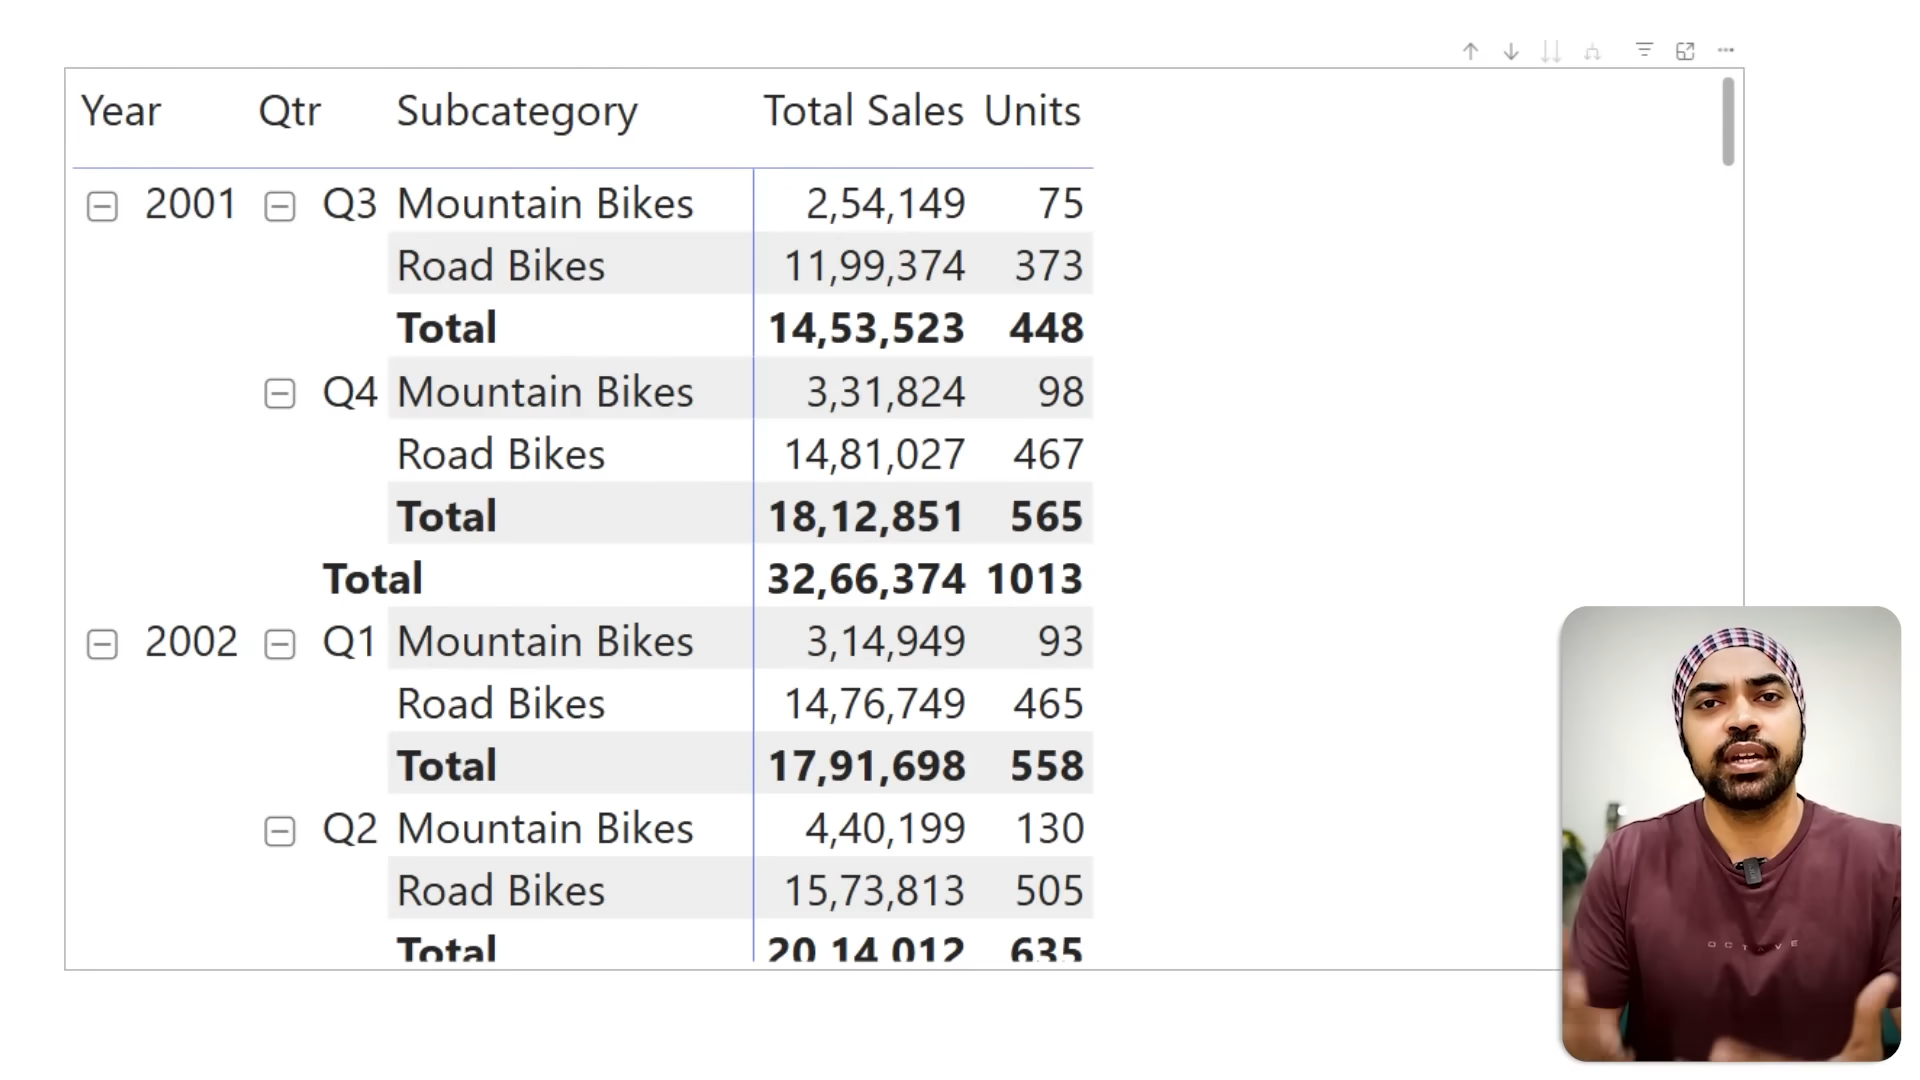 Year Qtr Subcategory Total Sales Units
2001 Q3 Mountain Bikes 2,54,149 75
Road Bikes 11,99,374 373
Total 14,53,523 448
Q4 Mountain Bikes 3,31,824 98
Road Bikes 14,81,027 467
Total 18,12,851 565
Total 32,66,374 1013
2002 Q1 Mountain Bikes 3,14,949 93
Road Bikes 14,76,749 465
Total 17,91,698 558
Q2 Mountain Bikes 4,40,199 130
Road Bikes 15,73,813 505
Total 20,14,012 635
OCTAVE